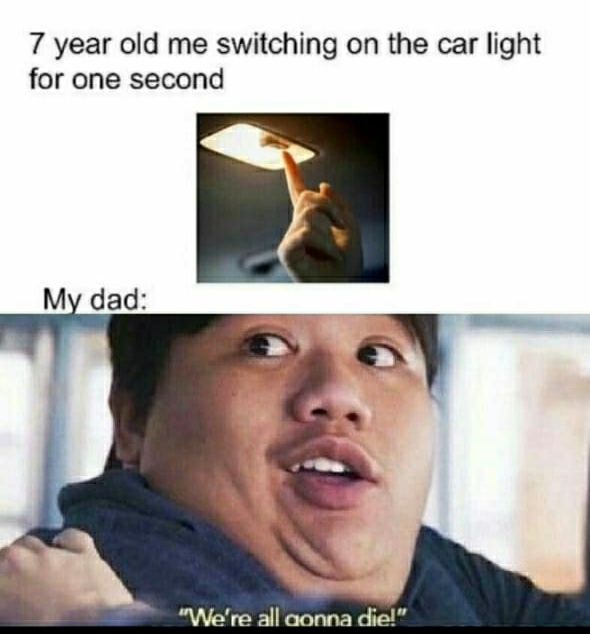 7 year old me switching on the car light
for one second
My dad:
"We're all gonna die!"